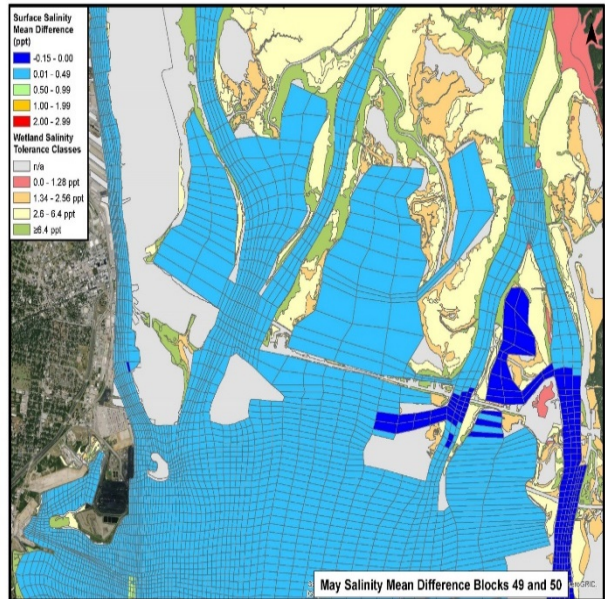 Surface Salinity
Mean Difference
(ppt)
-0.15 - 0.00
0.01 - 0.49
0.50 - 0.99
1.00 - 1.99
2.00 - 2.99
Wetland Salinity
Tolerance Classes
n/a
0.0 - 1.28 ppt
1.34 - 2.56 ppt
2.6 - 6.4 ppt
≥6.4 ppt
May Salinity Mean Difference Blocks 49 and 50